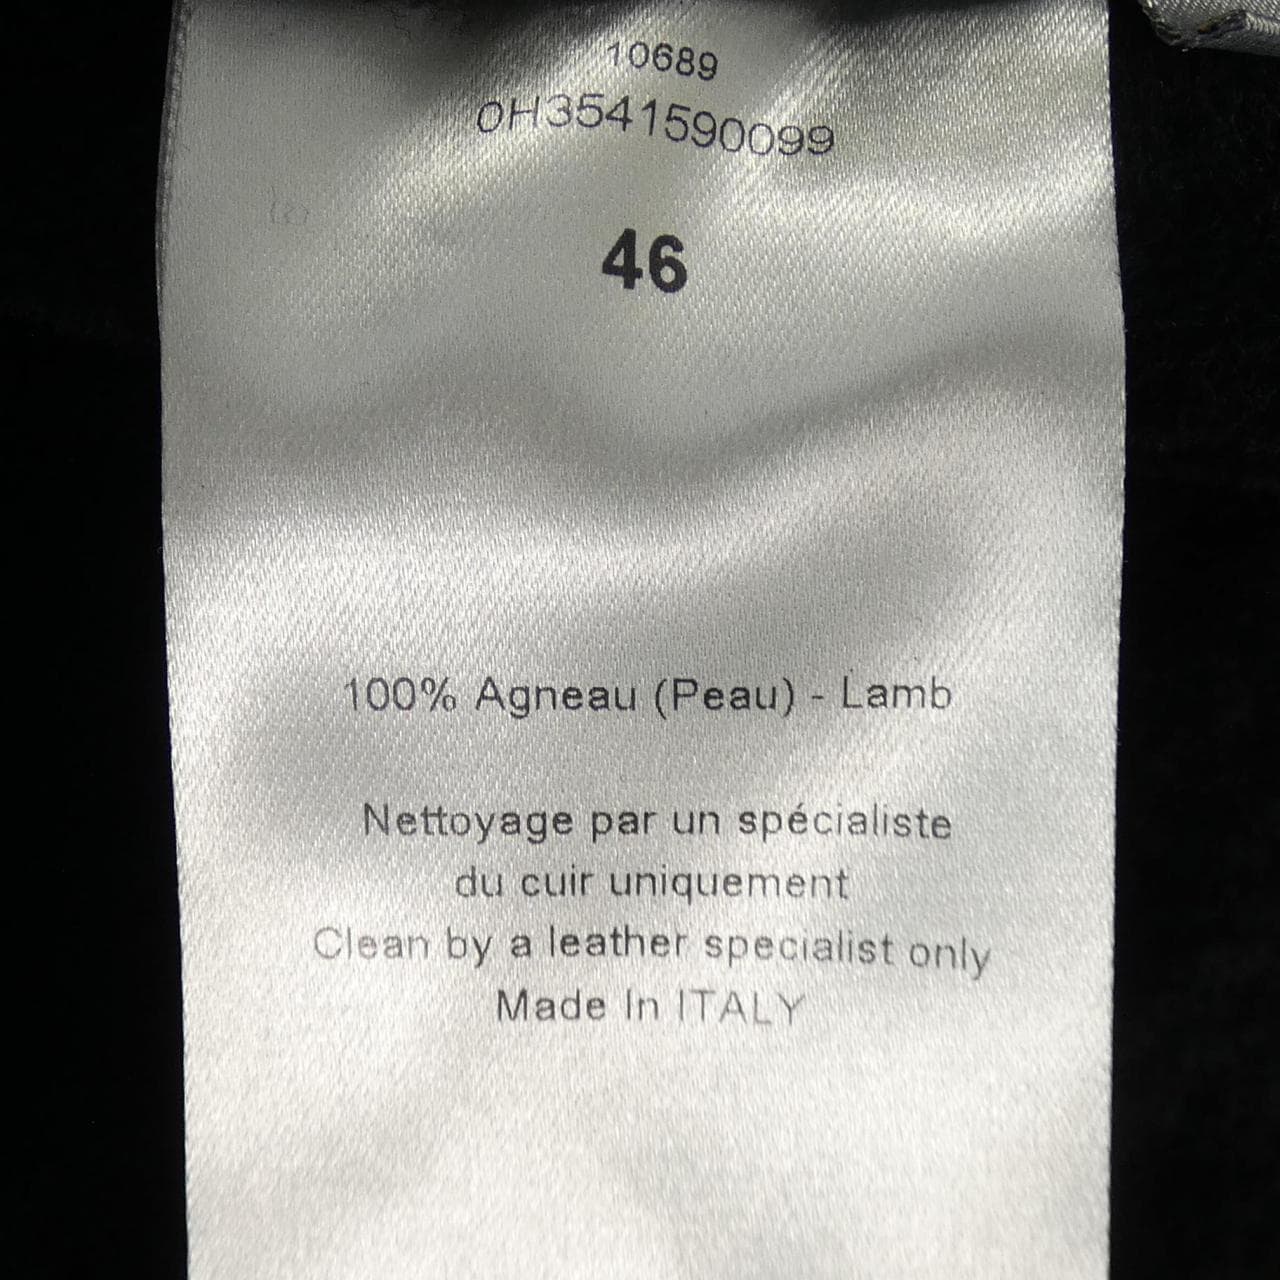 10689
0H3541590099
46
100% Agneau (Peau) - Lamb
Nettoyage par un spécialiste
du cuir uniquement
Clean by a leather specialist only
Made In ITALY